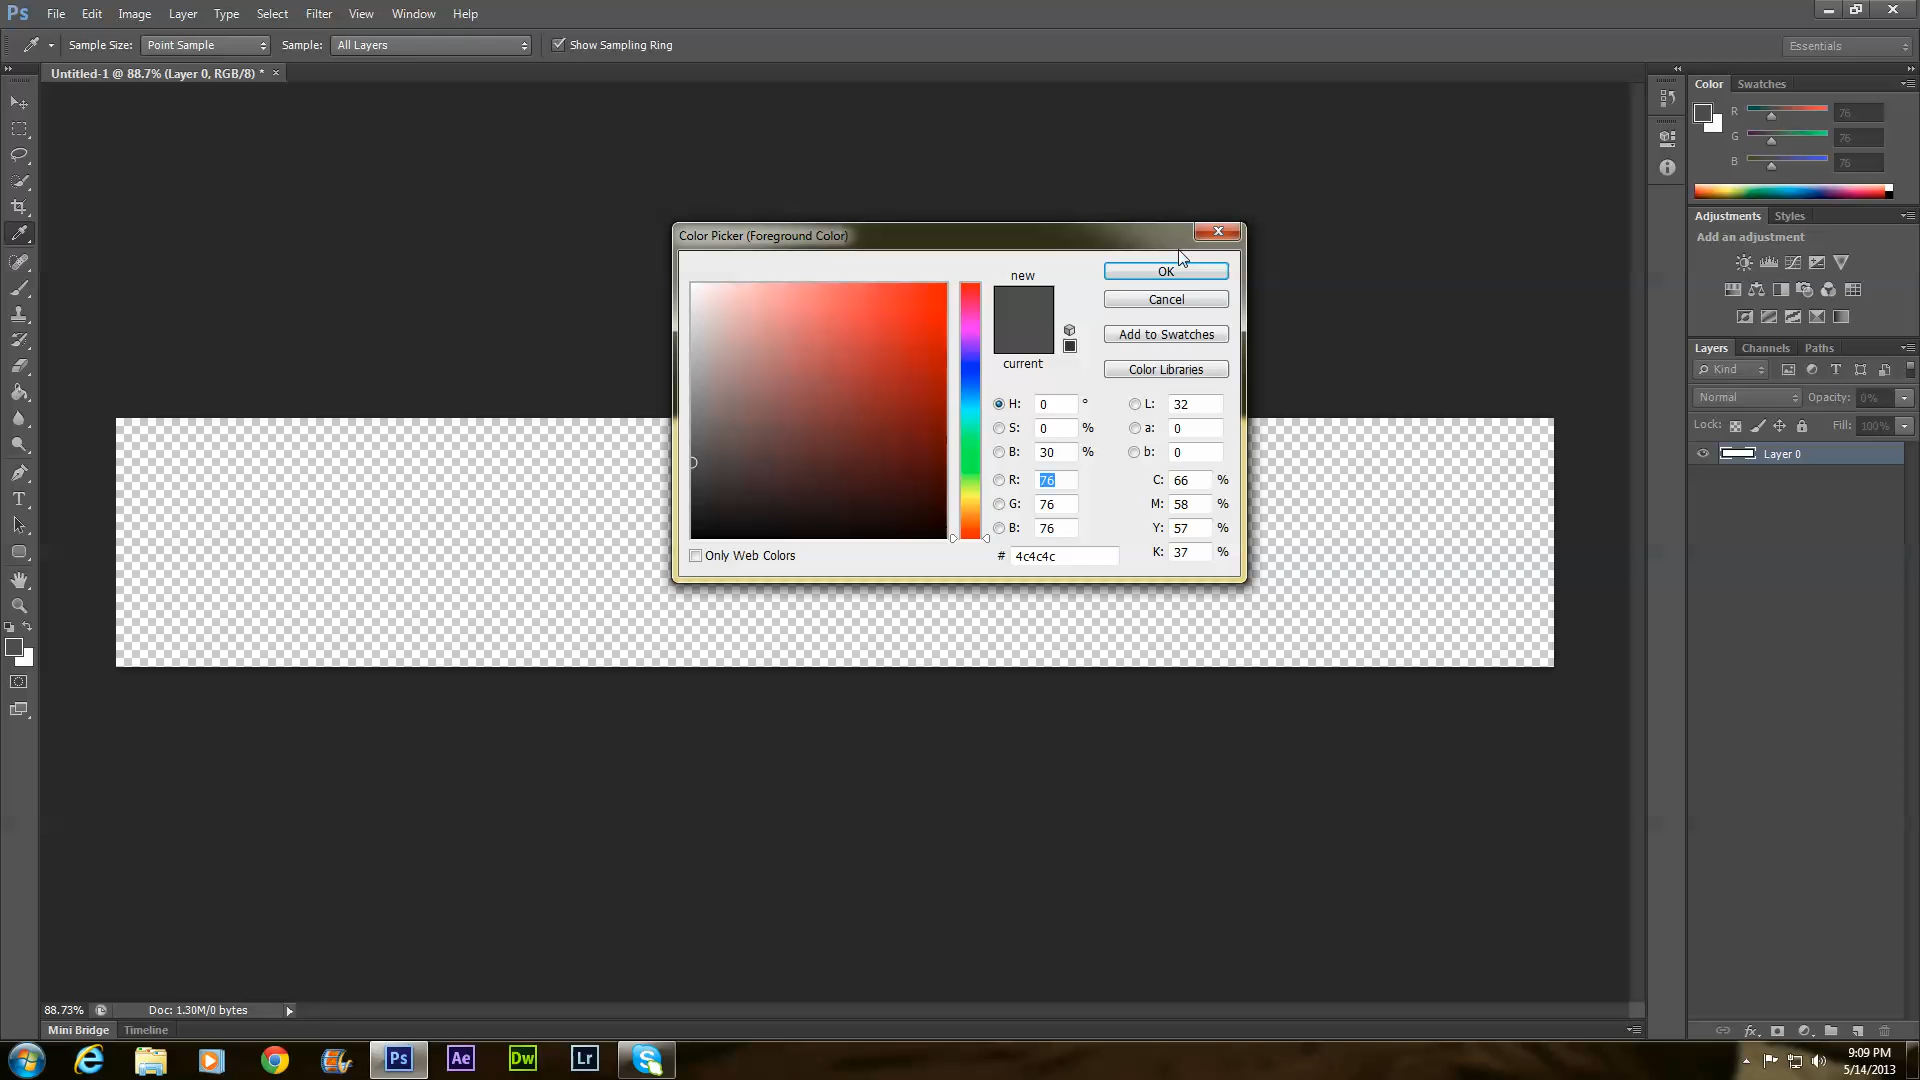 Ps File Edit Image Layer Type Select Filter View Window Help
Sample Size: Point Sample Sample: All Layers Show Sampling Ring Essentials
Untitled-1 @ 88.7% (Layer 0, RGB/8) * ×
Color Swatches
R 76
G 76
B 76
Adjustments Styles
Add an adjustment
Layers Channels Paths
Kind
Normal Opacity: 0%
Lock: Fill: 100%
Layer 0
Color Picker (Foreground Color)
new
current
OK
Cancel
Add to Swatches
Color Libraries
H: 0 ° L: 32
S: 0 % a: 0
B: 30 % b: 0
R: 76 C: 66 %
G: 76 M: 58 %
B: 76 Y: 57 %
# 4c4c4c K: 37 %
Only Web Colors
88.73% Doc: 1.30M/0 bytes
Mini Bridge Timeline
Ps Ae Dw Lr
9:09 PM
5/14/2013